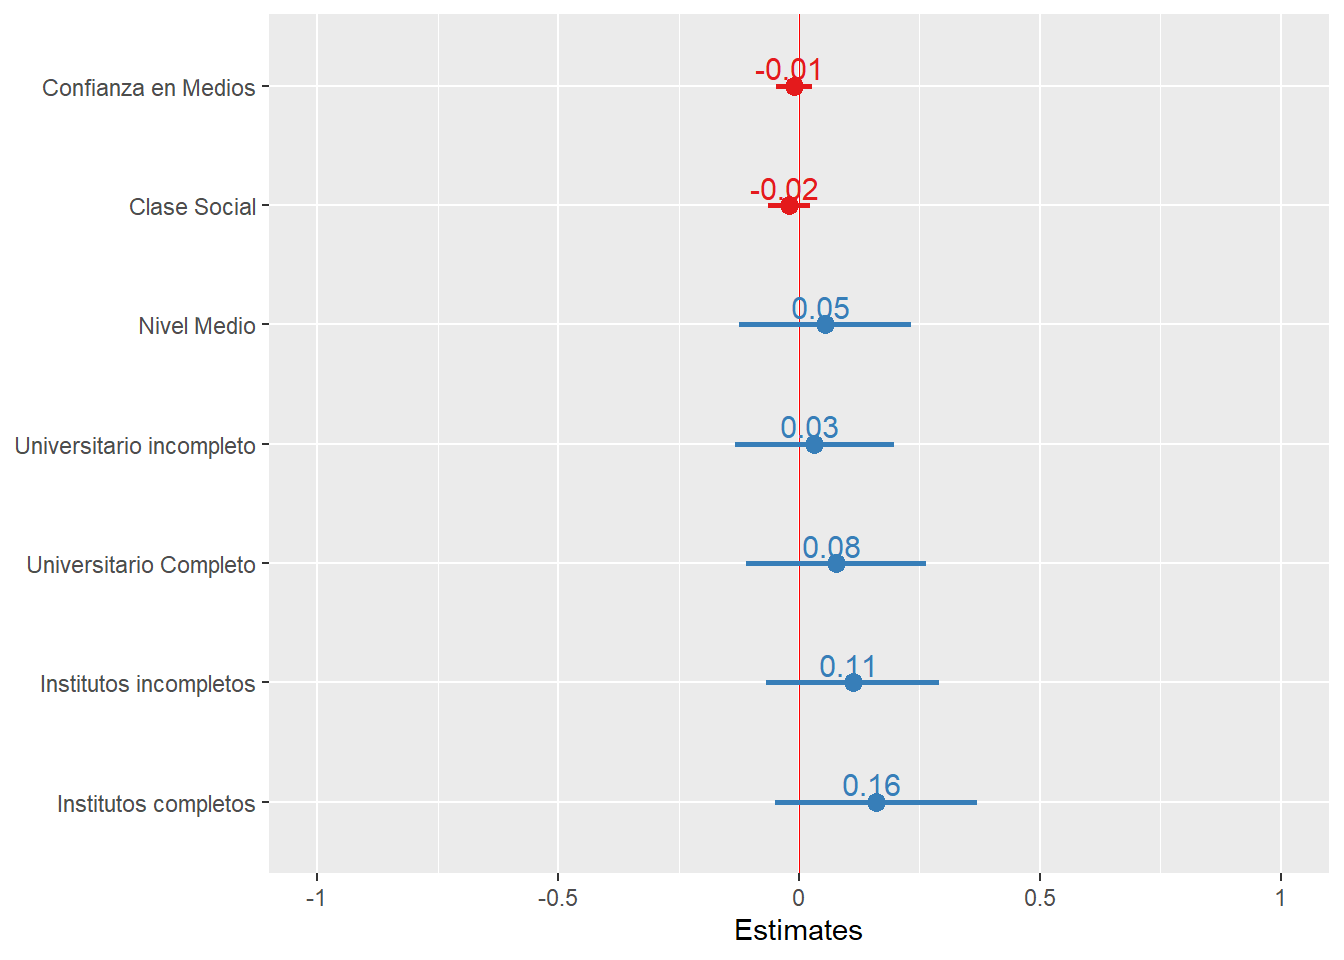 Confianza en Medios
-0.01
Clase Social
-0.02
Nivel Medio
0.05
Universitario incompleto
0.03
Universitario Completo
0.08
Institutos incompletos
0.11
Institutos completos
0.16
-1 -0.5 0 0.5 1
Estimates